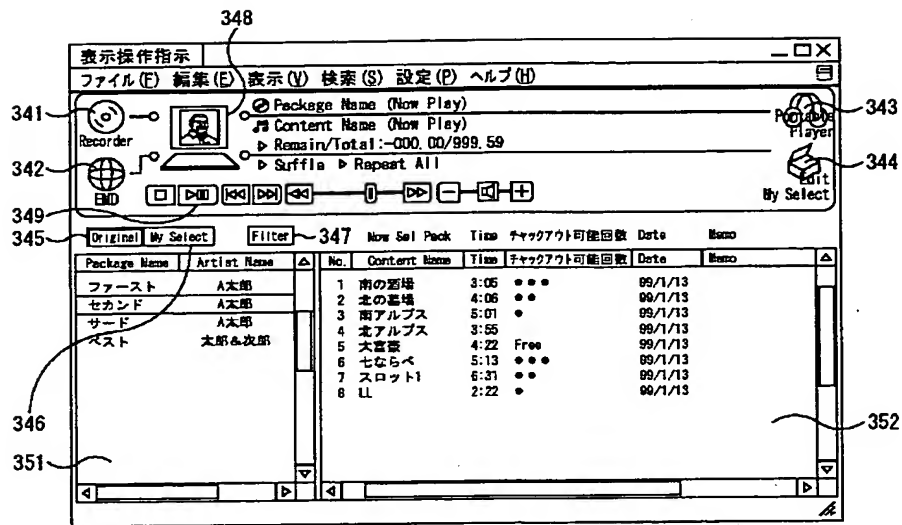 348
表示操作指示
ファイル(F) 編集(E) 表示(V) 検索(S) 設定(P) ヘルプ(H)
341
Recorder
Package Name (Now Play)
Content Name (Now Play)
Remain/Total:-000.00/999.59
Suffle Repeat All
343
Portable Player
342
EMD
344
Edit
My Select
349
345
Original My Select Filter 347 Now Sel Pack Time チャックアウト可能回数 Date Memo
Package Name Artist Name
ファースト A太郎
セカンド A太郎
サード A太郎
ベスト 太郎&次郎
No. Content Name Time チャックアウト可能回数 Date Memo
1 南の酒場 3:05 ●●● 99/1/13
2 北の墓場 4:06 ●● 99/1/13
3 南アルプス 5:01 ● 99/1/13
4 北アルプス 3:55 99/1/13
5 大富豪 4:22 Free 99/1/13
6 七ならべ 5:13 ●●● 99/1/13
7 スロット1 6:31 ●● 99/1/13
8 LL 2:22 ● 99/1/13
346
351
352